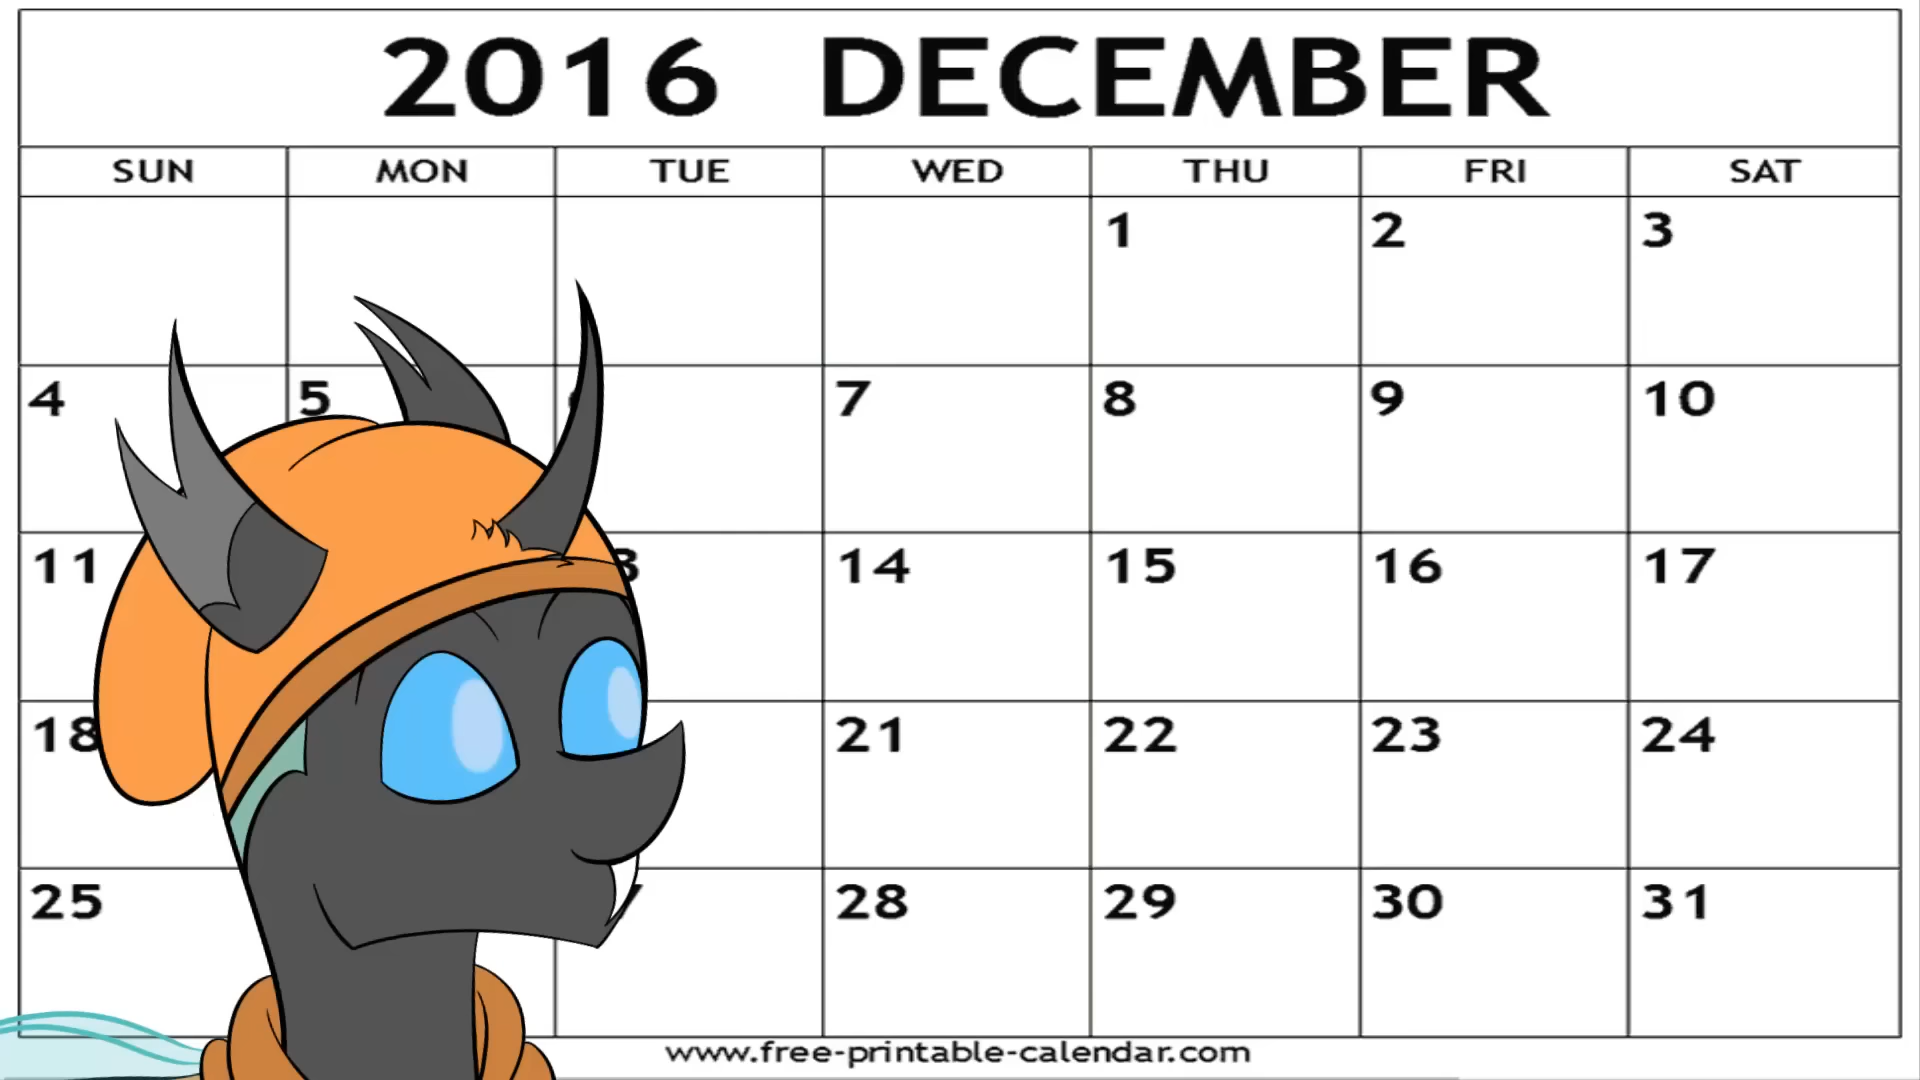 2016 DECEMBER
SUN MON TUE WED THU FRI SAT
1 2 3
4 5 7 8 9 10
11 14 15 16 17
18 21 22 23 24
25 28 29 30 31
www.free-printable-calendar.com